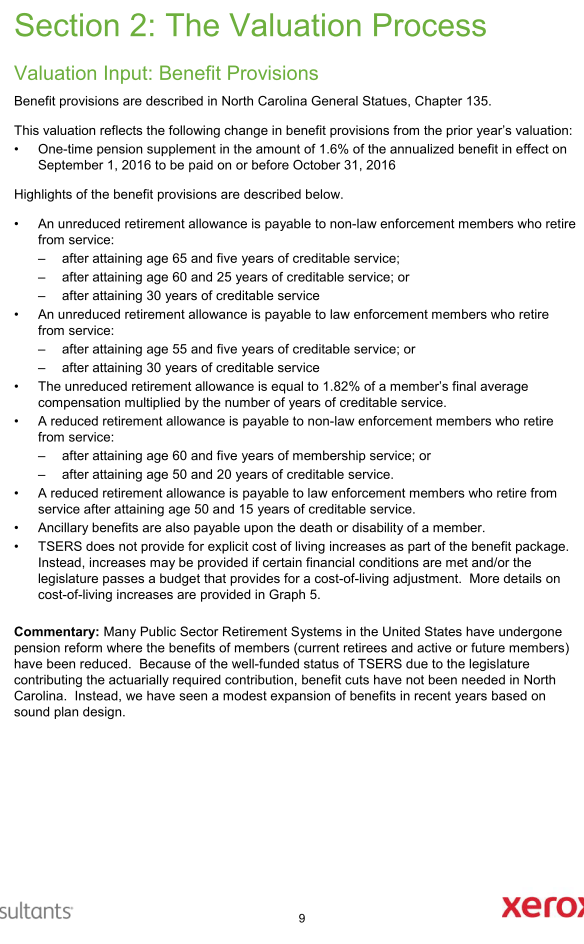 Section 2: The Valuation Process
Valuation Input: Benefit Provisions
Benefit provisions are described in North Carolina General Statues, Chapter 135.
This valuation reflects the following change in benefit provisions from the prior year's valuation:
• One-time pension supplement in the amount of 1.6% of the annualized benefit in effect on
September 1, 2016 to be paid on or before October 31, 2016
Highlights of the benefit provisions are described below.
• An unreduced retirement allowance is payable to non-law enforcement members who retire
from service:
– after attaining age 65 and five years of creditable service;
– after attaining age 60 and 25 years of creditable service; or
– after attaining 30 years of creditable service
• An unreduced retirement allowance is payable to law enforcement members who retire
from service:
– after attaining age 55 and five years of creditable service; or
– after attaining 30 years of creditable service
• The unreduced retirement allowance is equal to 1.82% of a member's final average
compensation multiplied by the number of years of creditable service.
• A reduced retirement allowance is payable to non-law enforcement members who retire
from service:
– after attaining age 60 and five years of membership service; or
– after attaining age 50 and 20 years of creditable service.
• A reduced retirement allowance is payable to law enforcement members who retire from
service after attaining age 50 and 15 years of creditable service.
• Ancillary benefits are also payable upon the death or disability of a member.
• TSERS does not provide for explicit cost of living increases as part of the benefit package.
Instead, increases may be provided if certain financial conditions are met and/or the
legislature passes a budget that provides for a cost-of-living adjustment.  More details on
cost-of-living increases are provided in Graph 5.
Commentary: Many Public Sector Retirement Systems in the United States have undergone
pension reform where the benefits of members (current retirees and active or future members)
have been reduced.  Because of the well-funded status of TSERS due to the legislature
contributing the actuarially required contribution, benefit cuts have not been needed in North
Carolina.  Instead, we have seen a modest expansion of benefits in recent years based on
sound plan design.
sultants
9
xerox